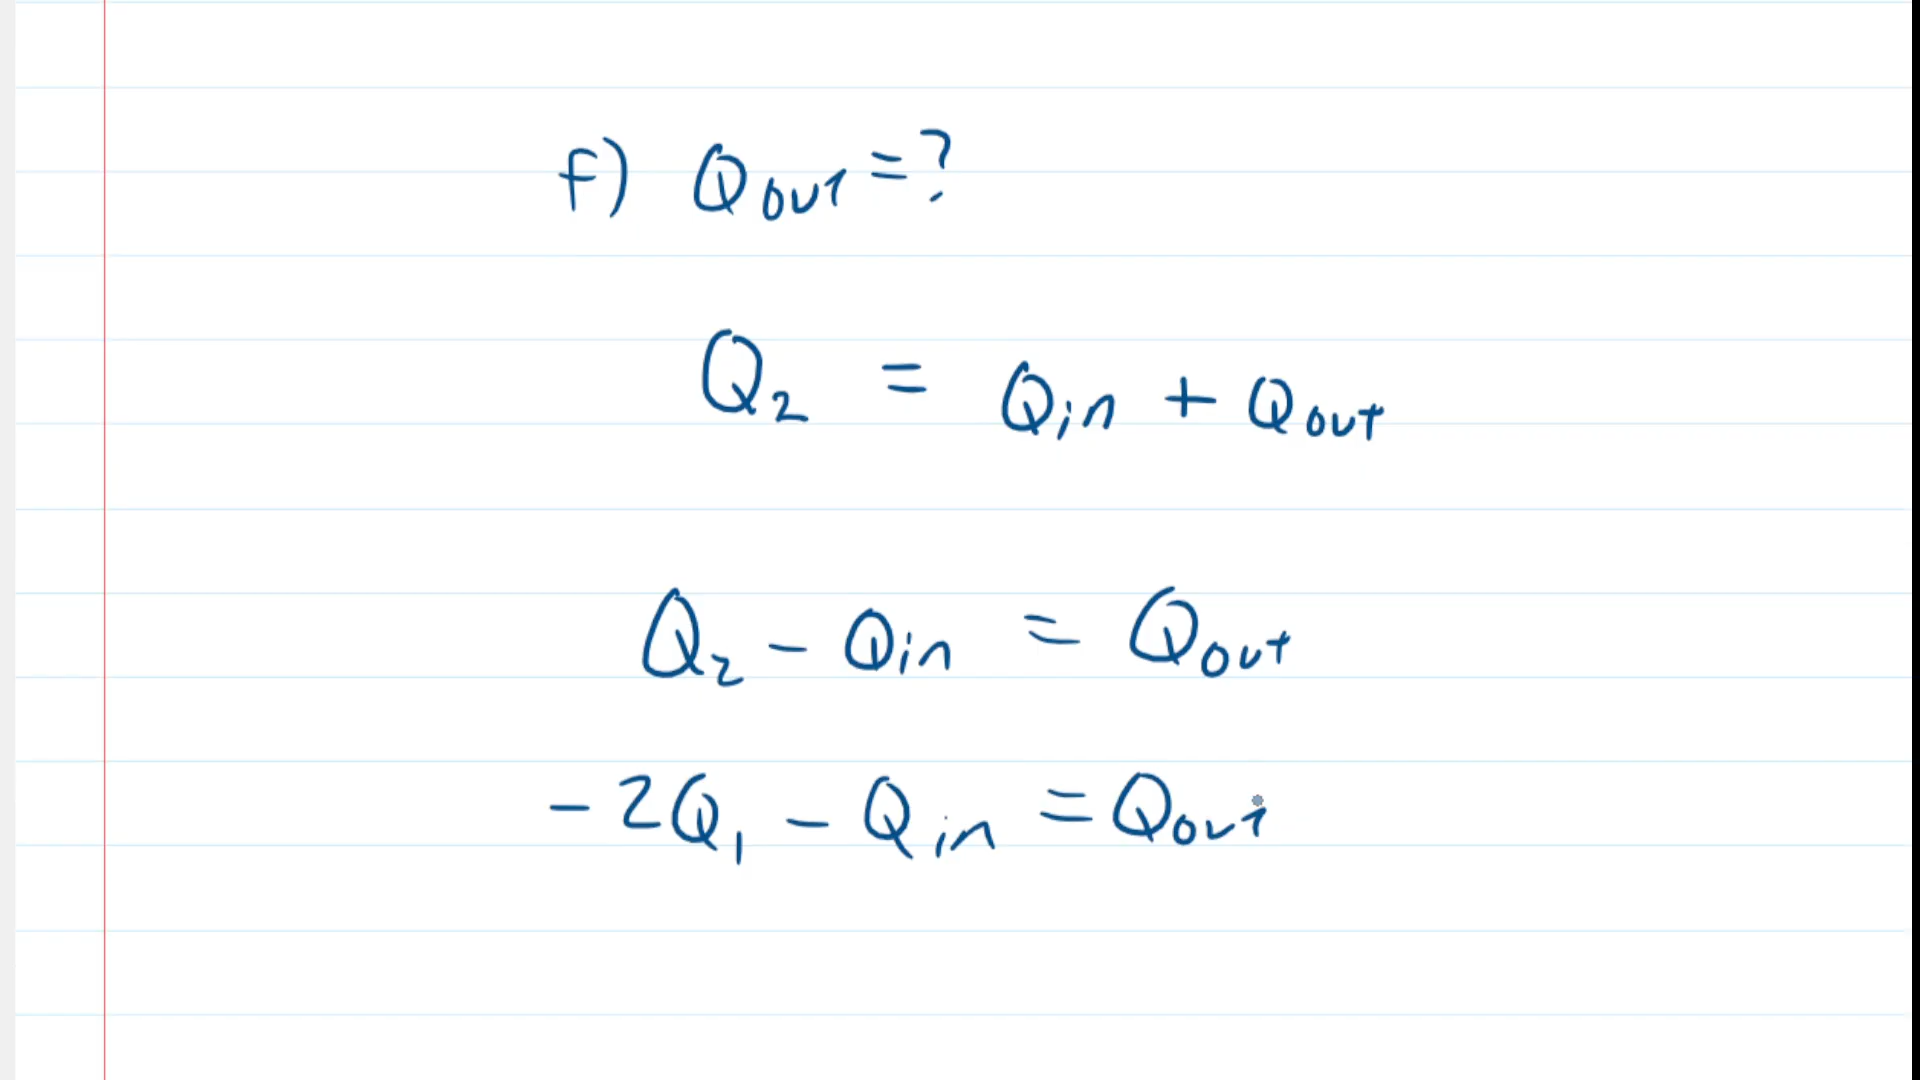 f) Qout = ?
Q2 = Qin + Qout
Q2 - Qin = Qout
- 2Q1 - Qin = Qout